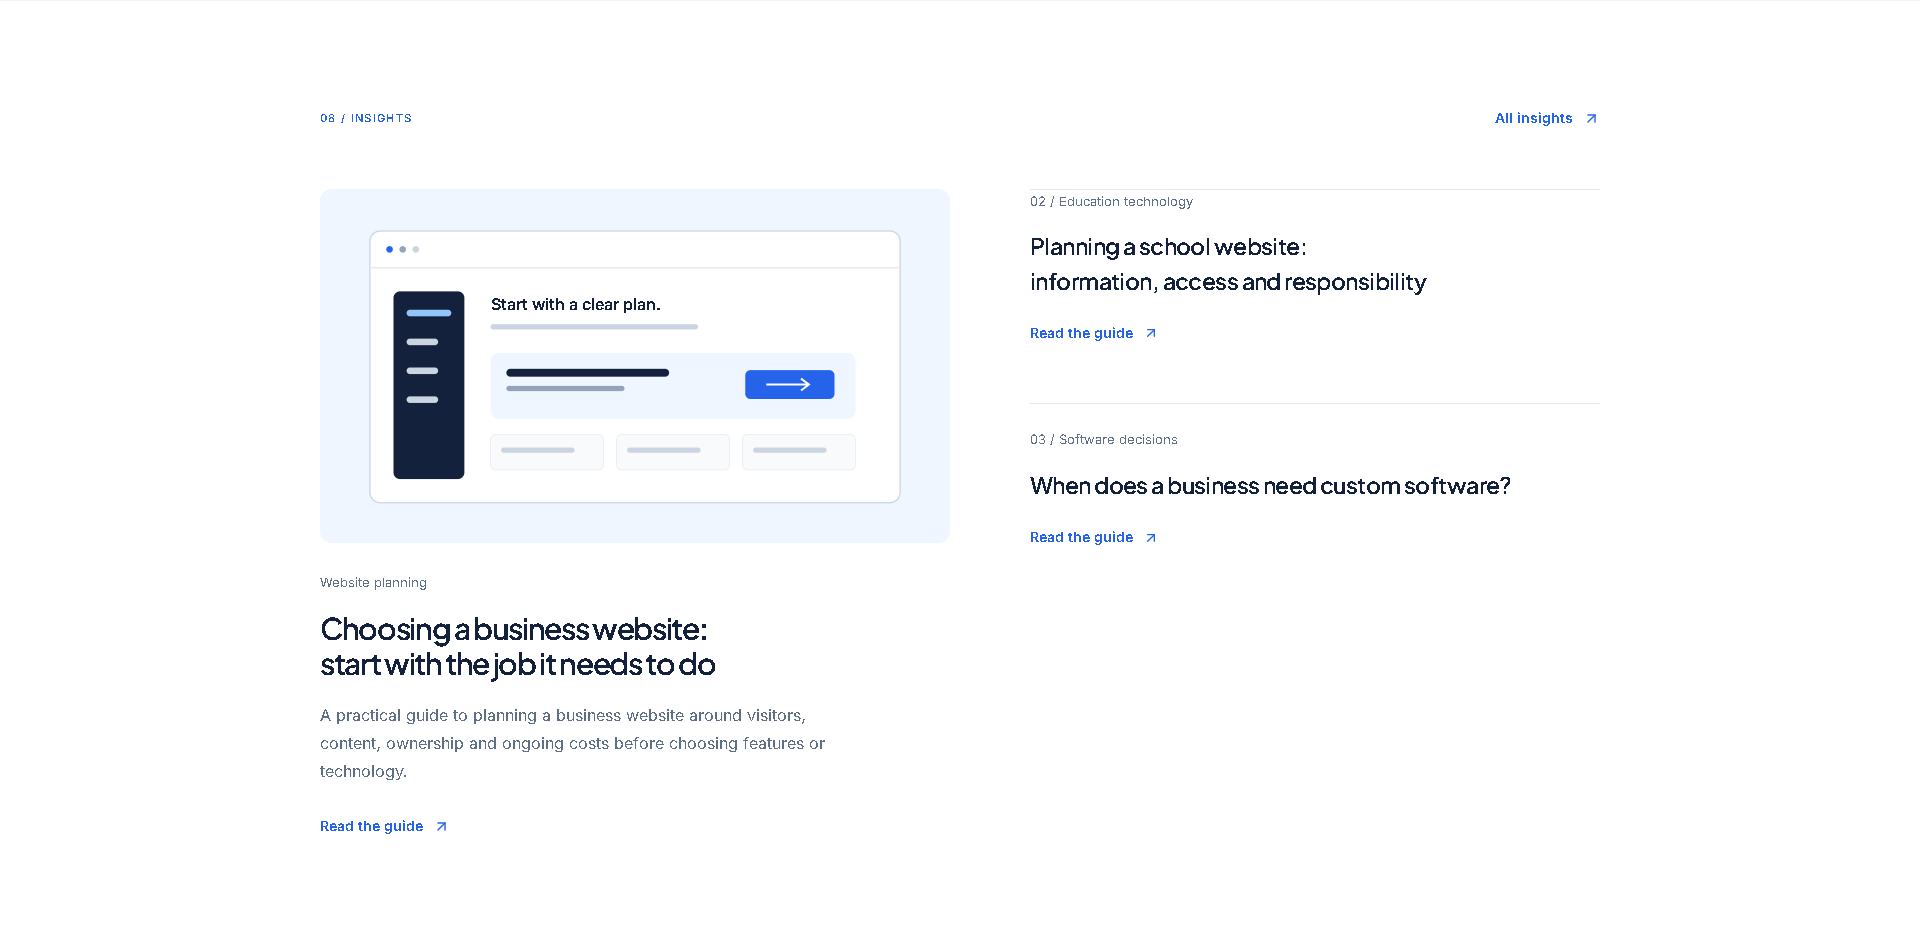 08 / INSIGHTS
All insights
Start with a clear plan.
Website planning
Choosing a business website:
start with the job it needs to do
A practical guide to planning a business website around visitors,
content, ownership and ongoing costs before choosing features or
technology.
Read the guide
02 / Education technology
Planning a school website:
information, access and responsibility
Read the guide
03 / Software decisions
When does a business need custom software?
Read the guide